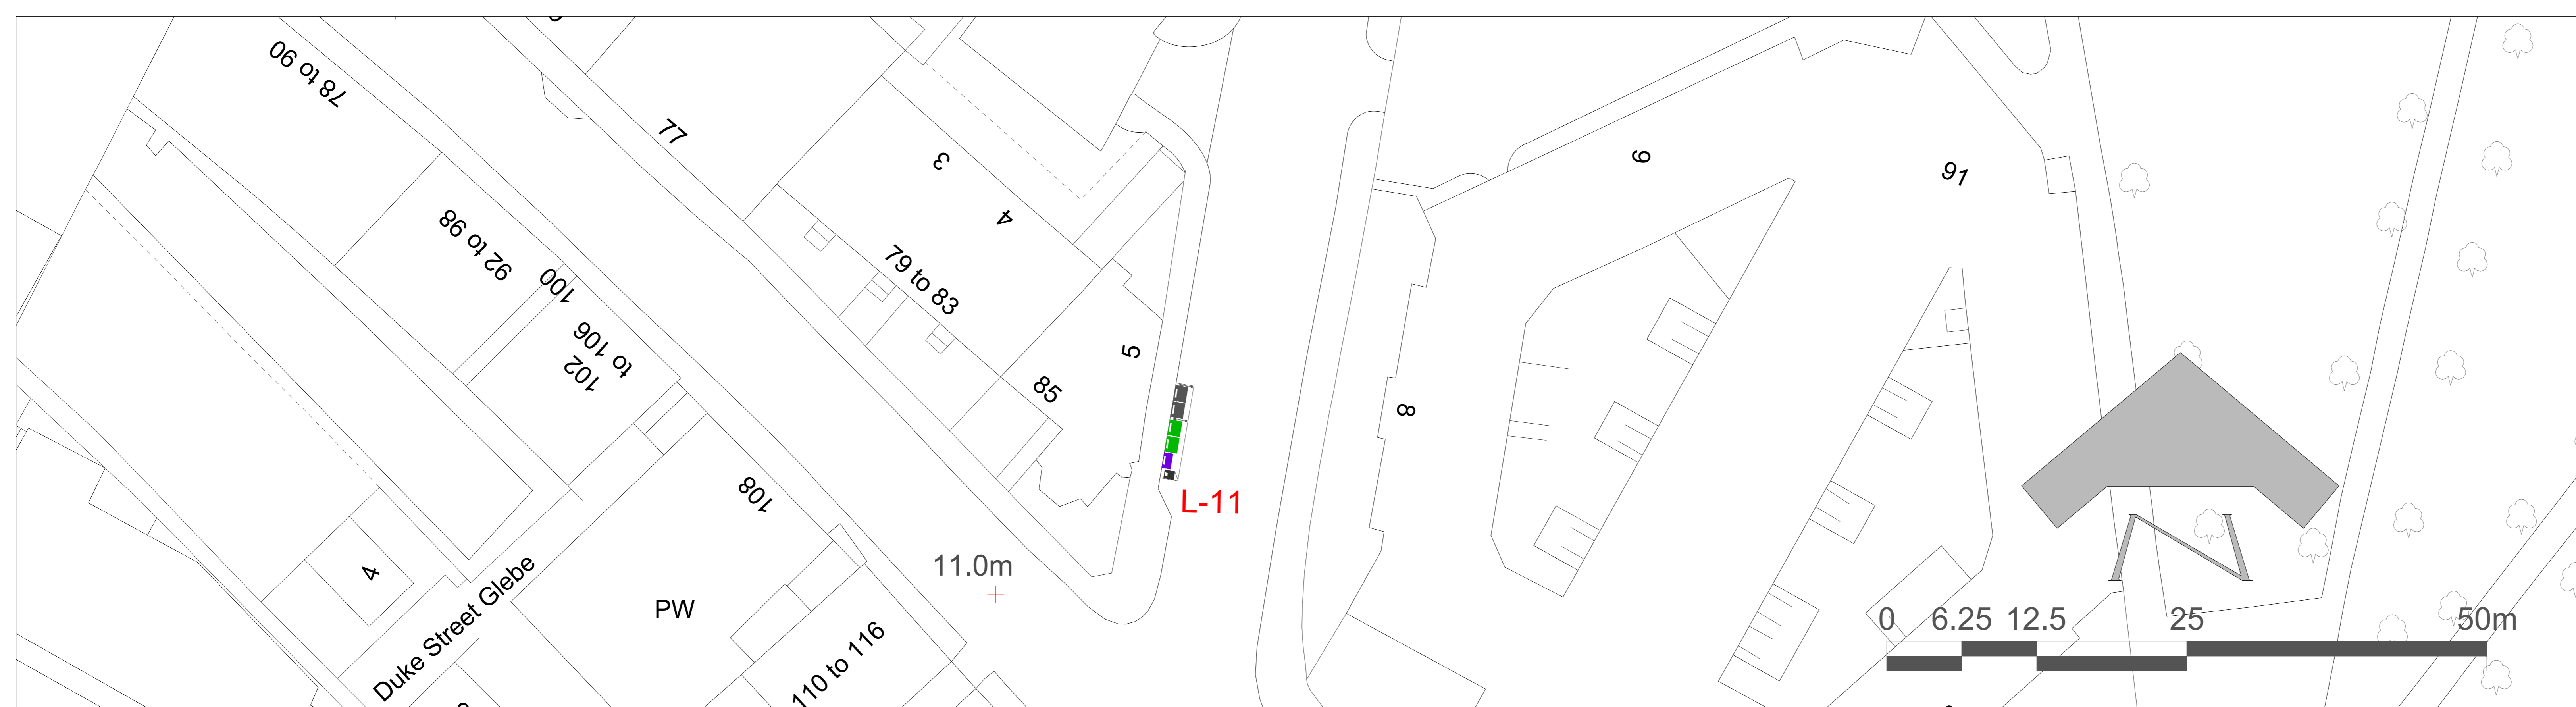 78 to 90
77
3
9
91
4
92 to 98
79 to 83
100
102
to 106
5
85
8
L-11
108
11.0m
4
Duke Street Glebe
PW
110 to 116
N
0 6.25 12.5 25 50m